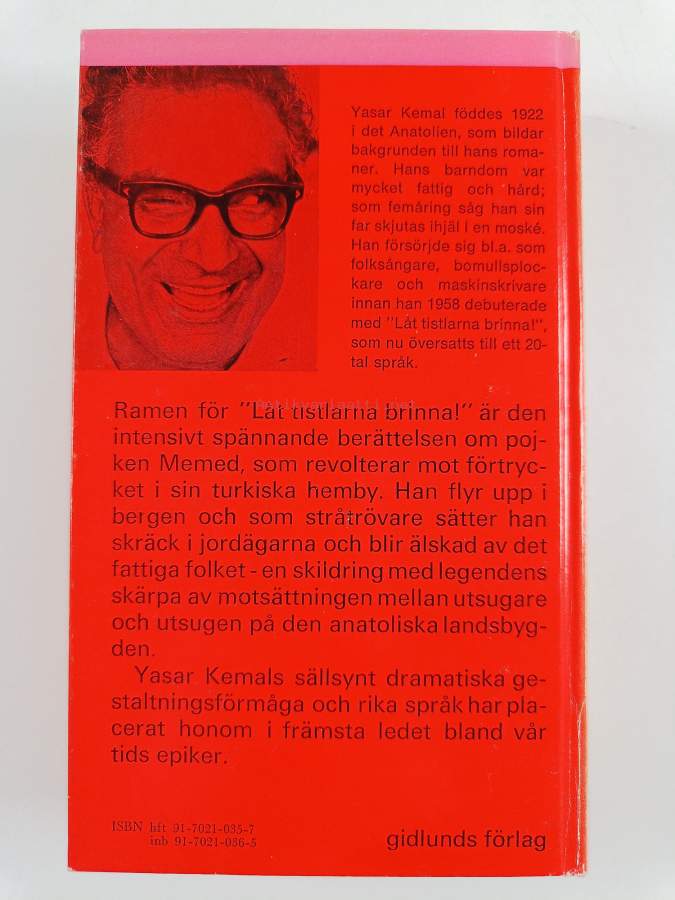 Yasar Kemal föddes 1922
i det Anatolien, som bildar
bakgrunden till hans roma-
ner. Hans barndom var
mycket fattig och hård;
som femåring såg han sin
far skjutas ihjäl i en moské.
Han försörjde sig bl.a. som
folksångare, bomullsploc-
kare och maskinskrivare
innan han 1958 debuterade
med "Låt tistlarna brinna!",
som nu översatts till ett 20-
tal språk.
Ramen för "Låt tistlarna brinna!" är den
intensivt spännande berättelsen om poj-
ken Memed, som revolterar mot förtryc-
ket i sin turkiska hemby. Han flyr upp i
bergen och som stråtrövare sätter han
skräck i jordägarna och blir älskad av det
fattiga folket - en skildring med legendens
skärpa av motsättningen mellan utsugare
och utsugen på den anatoliska landsbyg-
den.
Yasar Kemals sällsynt dramatiska ge-
staltningsförmåga och rika språk har pla-
cerat honom i främsta ledet bland vår
tids epiker.
ISBN hft 91-7021-035-7
inb 91-7021-036-5
gidlunds förlag